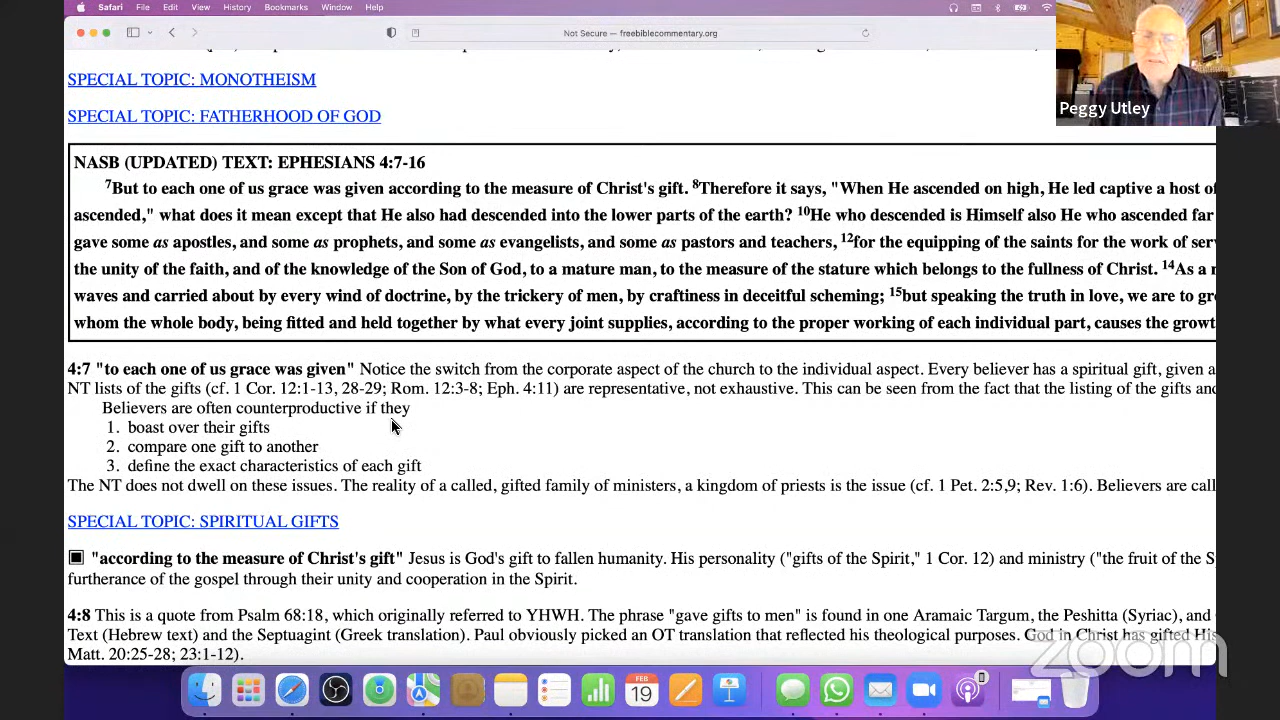 Safari File Edit View History Bookmarks Window Help
Not Secure — freebiblecommentary.org
SPECIAL TOPIC: MONOTHEISM
Peggy Utley
SPECIAL TOPIC: FATHERHOOD OF GOD
NASB (UPDATED) TEXT: EPHESIANS 4:7-16
7But to each one of us grace was given according to the measure of Christ's gift. 8Therefore it says, "When He ascended on high, He led captive a host of
ascended," what does it mean except that He also had descended into the lower parts of the earth? 10He who descended is Himself also He who ascended far
gave some as apostles, and some as prophets, and some as evangelists, and some as pastors and teachers, 12for the equipping of the saints for the work of
the unity of the faith, and of the knowledge of the Son of God, to a mature man, to the measure of the stature which belongs to the fullness of Christ. 14As a
waves and carried about by every wind of doctrine, by the trickery of men, by craftiness in deceitful scheming; 15but speaking the truth in love, we are to
whom the whole body, being fitted and held together by what every joint supplies, according to the proper working of each individual part, causes the growt
4:7 "to each one of us grace was given" Notice the switch from the corporate aspect of the church to the individual aspect. Every believer has a spiritual gift, given a
NT lists of the gifts (cf. 1 Cor. 12:1-13, 28-29; Rom. 12:3-8; Eph. 4:11) are representative, not exhaustive. This can be seen from the fact that the listing of the gifts
Believers are often counterproductive if they
1. boast over their gifts
2. compare one gift to another
3. define the exact characteristics of each gift
The NT does not dwell on these issues. The reality of a called, gifted family of ministers, a kingdom of priests is the issue (cf. 1 Pet. 2:5,9; Rev. 1:6). Believers are call
SPECIAL TOPIC: SPIRITUAL GIFTS
"according to the measure of Christ's gift" Jesus is God's gift to fallen humanity. His personality ("gifts of the Spirit," 1 Cor. 12) and ministry ("the fruit of the S
furtherance of the gospel through their unity and cooperation in the Spirit.
4:8 This is a quote from Psalm 68:18, which originally referred to YHWH. The phrase "gave gifts to men" is found in one Aramaic Targum, the Peshitta (Syriac), and
Text (Hebrew text) and the Septuagint (Greek translation). Paul obviously picked an OT translation that reflected his theological purposes. God in Christ has gifted His
Matt. 20:25-28; 23:1-12).
zoom
FEB
19